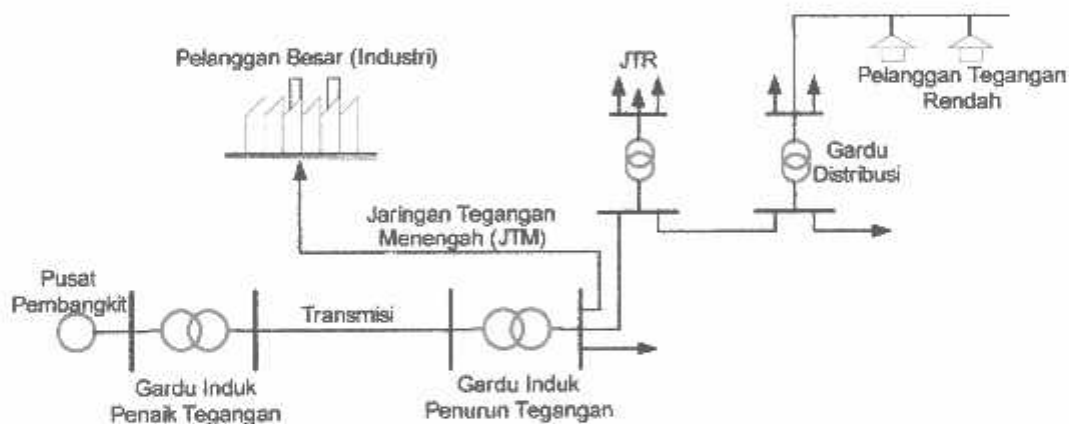 Pelanggan Besar (Industri)
JTR
Pelanggan Tegangan
Rendah
Gardu
Distribusi
Jaringan Tegangan
Menengah (JTM)
Pusat
Pembangkit
Transmisi
Gardu Induk
Penaik Tegangan
Gardu Induk
Penurun Tegangan